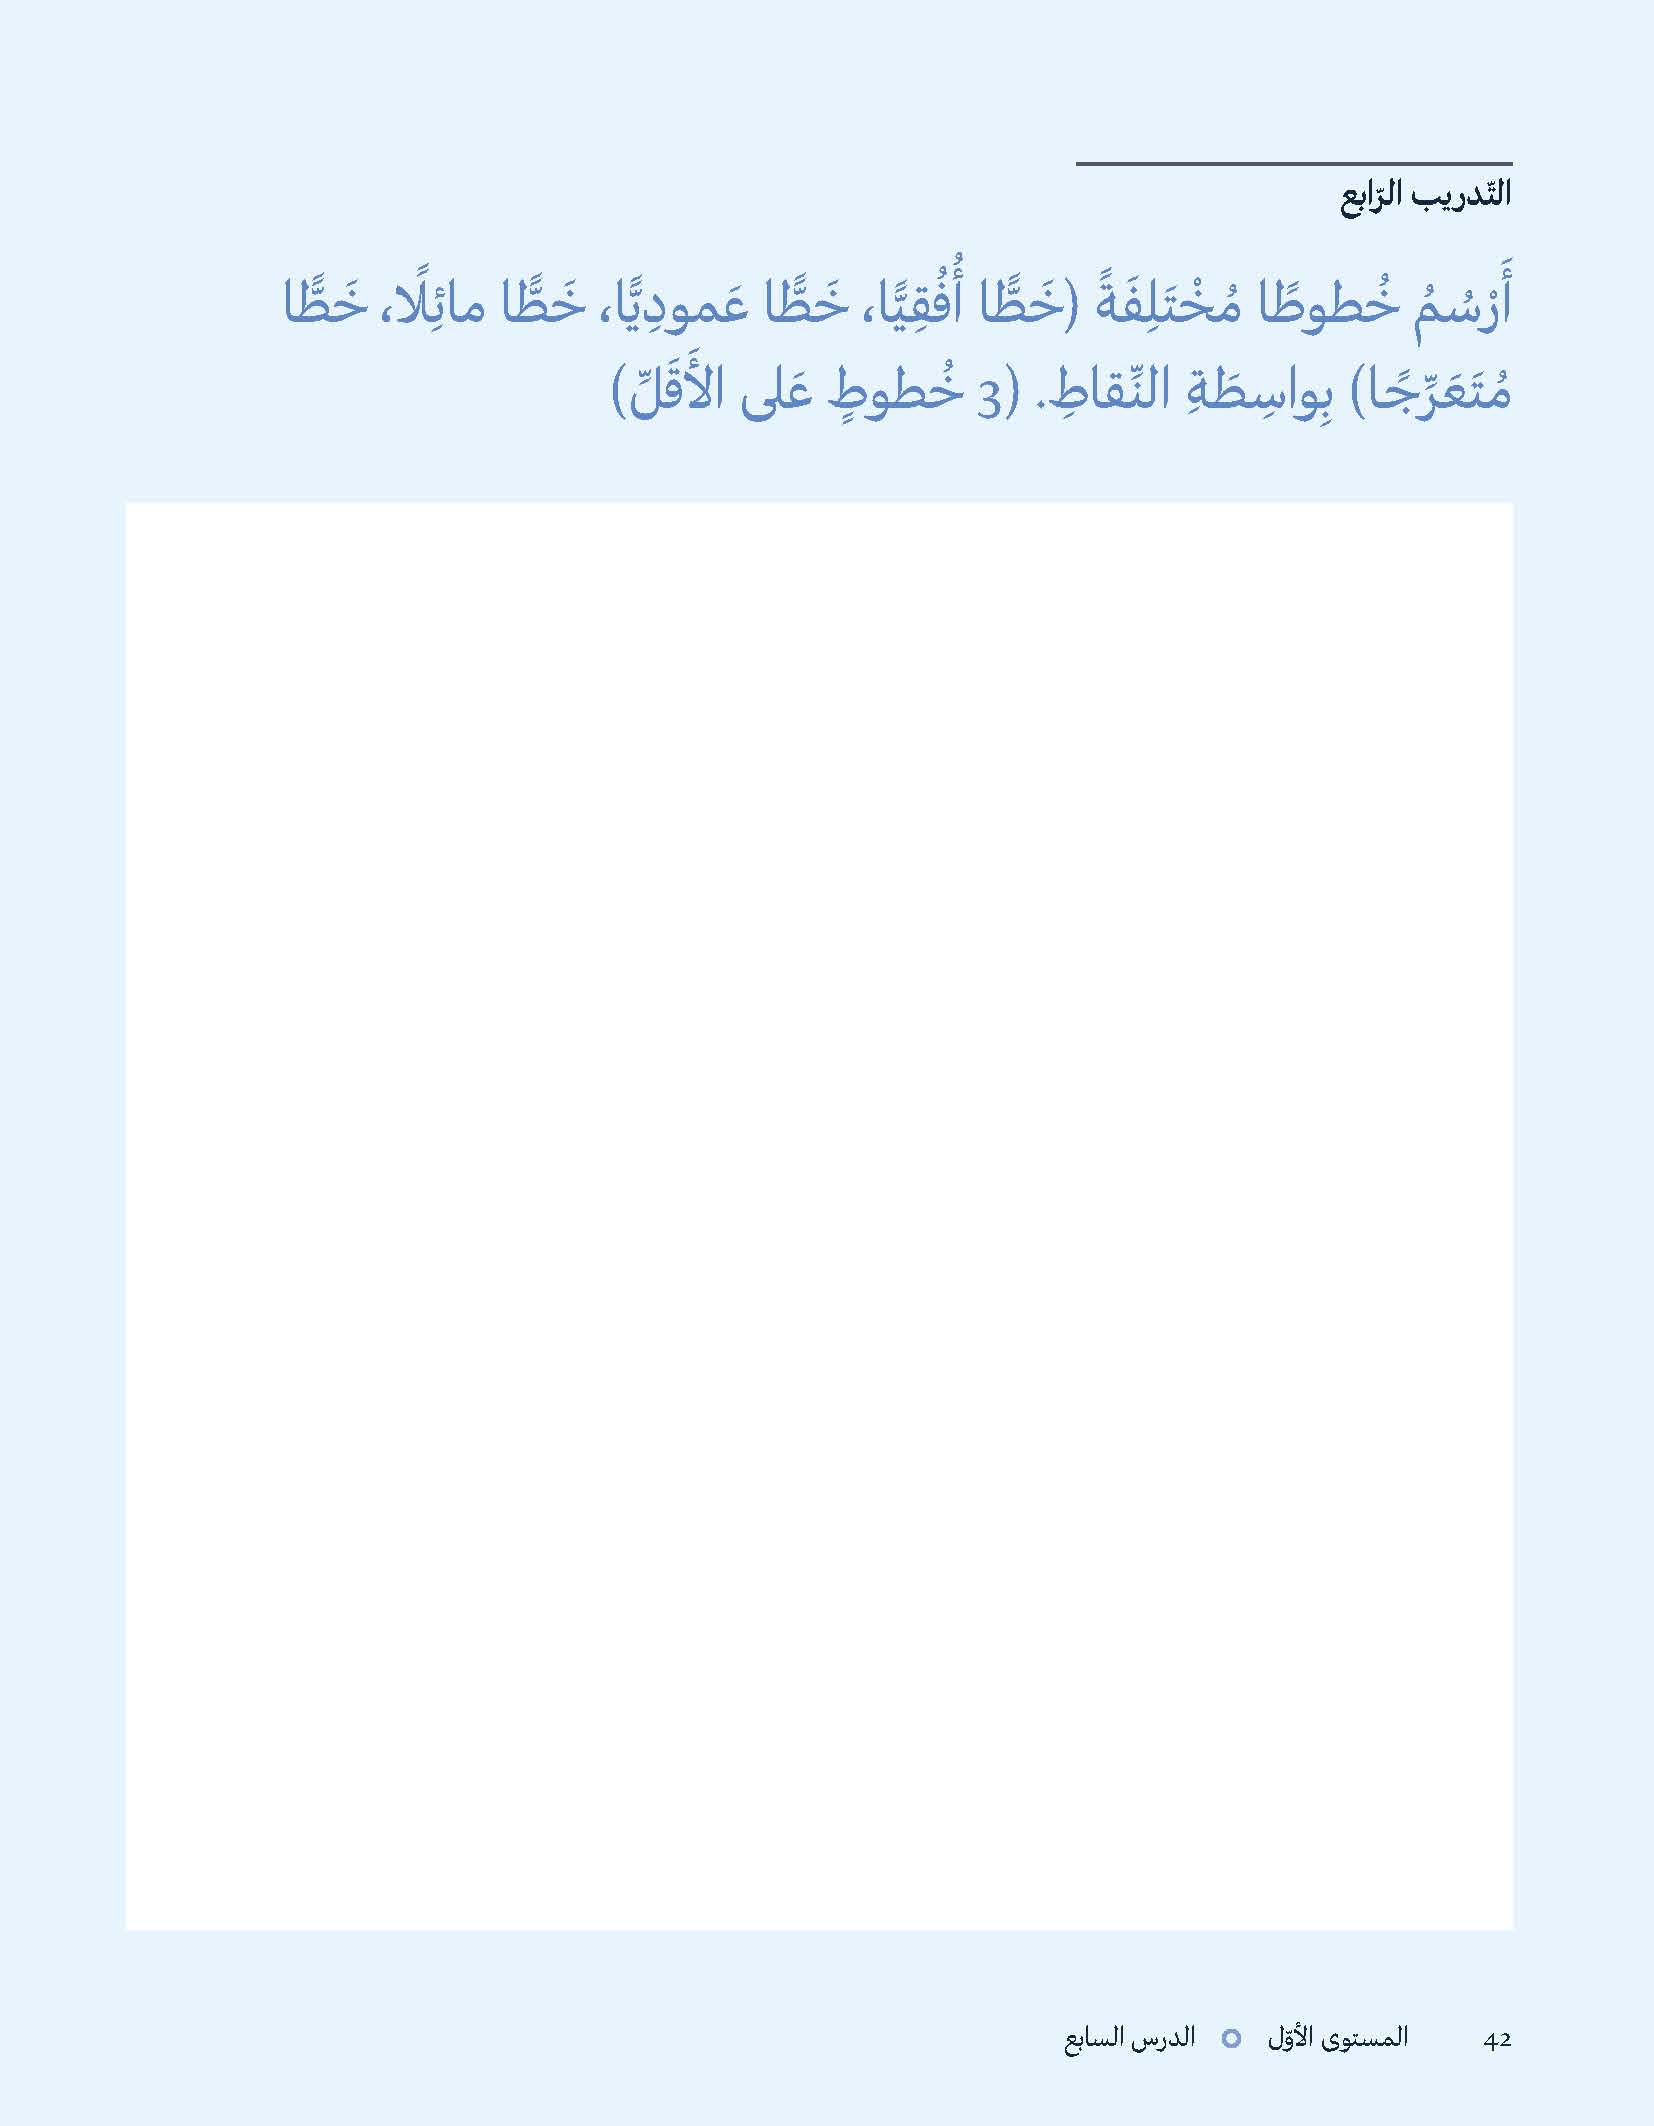 التّدريب الرّابع
أَرْسُمُ خُطوطًا مُخْتَلِفَةً (خَطًّا أُفُقِيًّا، خَطًّا عَمودِيًّا، خَطًّا مائِلًا، خَطًّا
مُتَعَرِّجًا) بِواسِطَةِ النِّقاطِ. (3 خُطوطٍ عَلى الأَقَلِّ)
42 المستوى الأوّل الدرس السابع